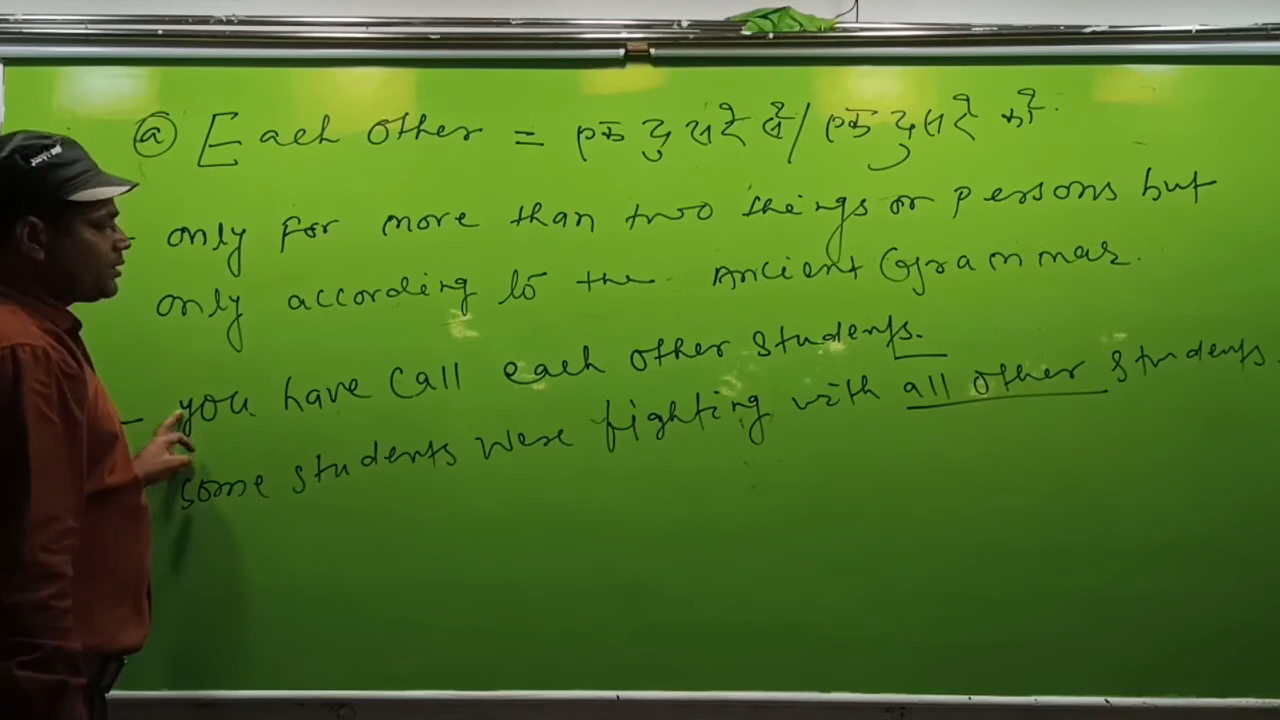 ⓐ Each other = एक दुसरे से/ एक दुसरे को.
only for more than two things or persons but
only according to the Ancient Grammar.
- you have call each other students.
some students were fighting with all other students.